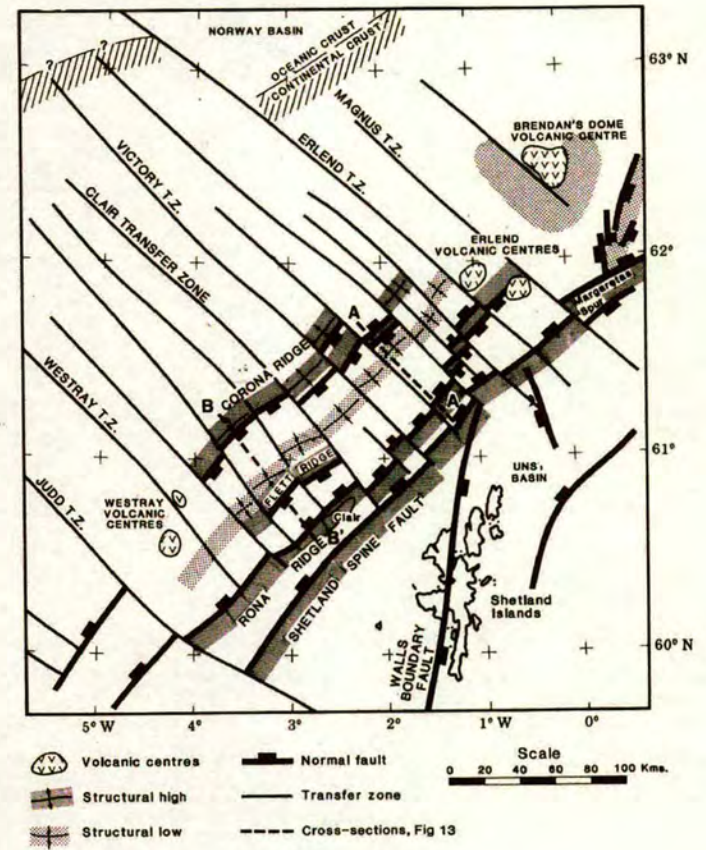 NORWAY BASIN
OCEANIC CRUST
CONTINENTAL CRUST
?
?
63° N
MAGNUS T.Z.
BRENDAN'S DOME
VOLCANIC CENTRE
ERLEND T.Z.
VICTORY T.Z.
CLAIR TRANSFER ZONE
62°
ERLEND
VOLCANIC CENTRES
Margaretas
Spur
A
CORONA RIDGE
B
WESTRAY T.Z.
A
61°
JUDD T.Z.
FLETT RIDGE
UNST
BASIN
WESTRAY
VOLCANIC
CENTRES
Clair
B
RONA RIDGE
SHETLAND SPINE FAULT
Shetland
Islands
WALLS
BOUNDARY
FAULT
60° N
5° W
4°
3°
2°
1° W
0°
Volcanic centres
Normal fault
Scale
0 20 40 60 80 100 Kms.
Structural high
Transfer zone
Structural low
Cross-sections, Fig 13